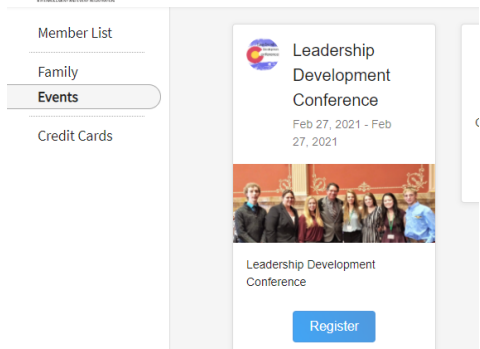 Member List
Family
Events
Credit Cards
Leadership
Development
Conference
Feb 27, 2021 - Feb
27, 2021
Leadership Development
Conference
Register